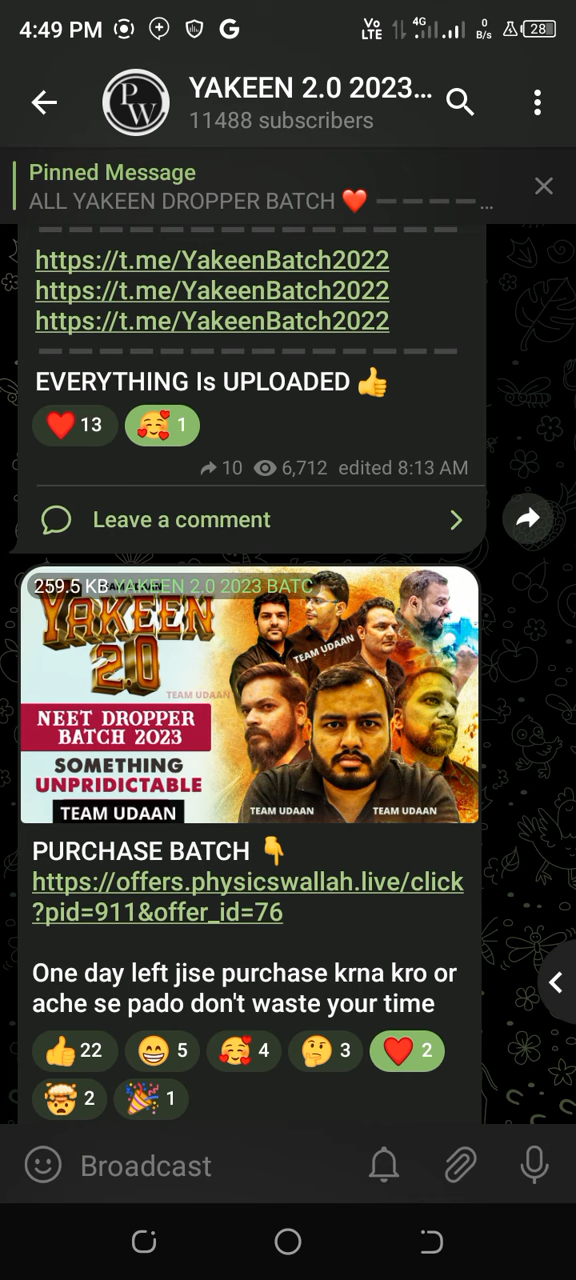 4:49 PM
Vo
LTE
4G
0
B/s
28
PW
YAKEEN 2.0 2023...
11488 subscribers
Pinned Message
ALL YAKEEN DROPPER BATCH ❤️ — — — —...
https://t.me/YakeenBatch2022
https://t.me/YakeenBatch2022
https://t.me/YakeenBatch2022
EVERYTHING Is UPLOADED 👍
❤️ 13 🥰 1
10 6,712 edited 8:13 AM
Leave a comment
259.5 KB YAKEEN 2.0 2023 BATC
YAKEEN
2.0
TEAM UDAAN
TEAM UDAAN
NEET DROPPER
BATCH 2023
SOMETHING
UNPRIDICTABLE
TEAM UDAAN
TEAM UDAAN
TEAM UDAAN
PURCHASE BATCH 👇
https://offers.physicswallah.live/click
?pid=911&offer_id=76
One day left jise purchase krna kro or
ache se pado don't waste your time
👍 22 😁 5 🥰 4 🤔 3 ❤️ 2
🤯 2 🎉 1
Broadcast